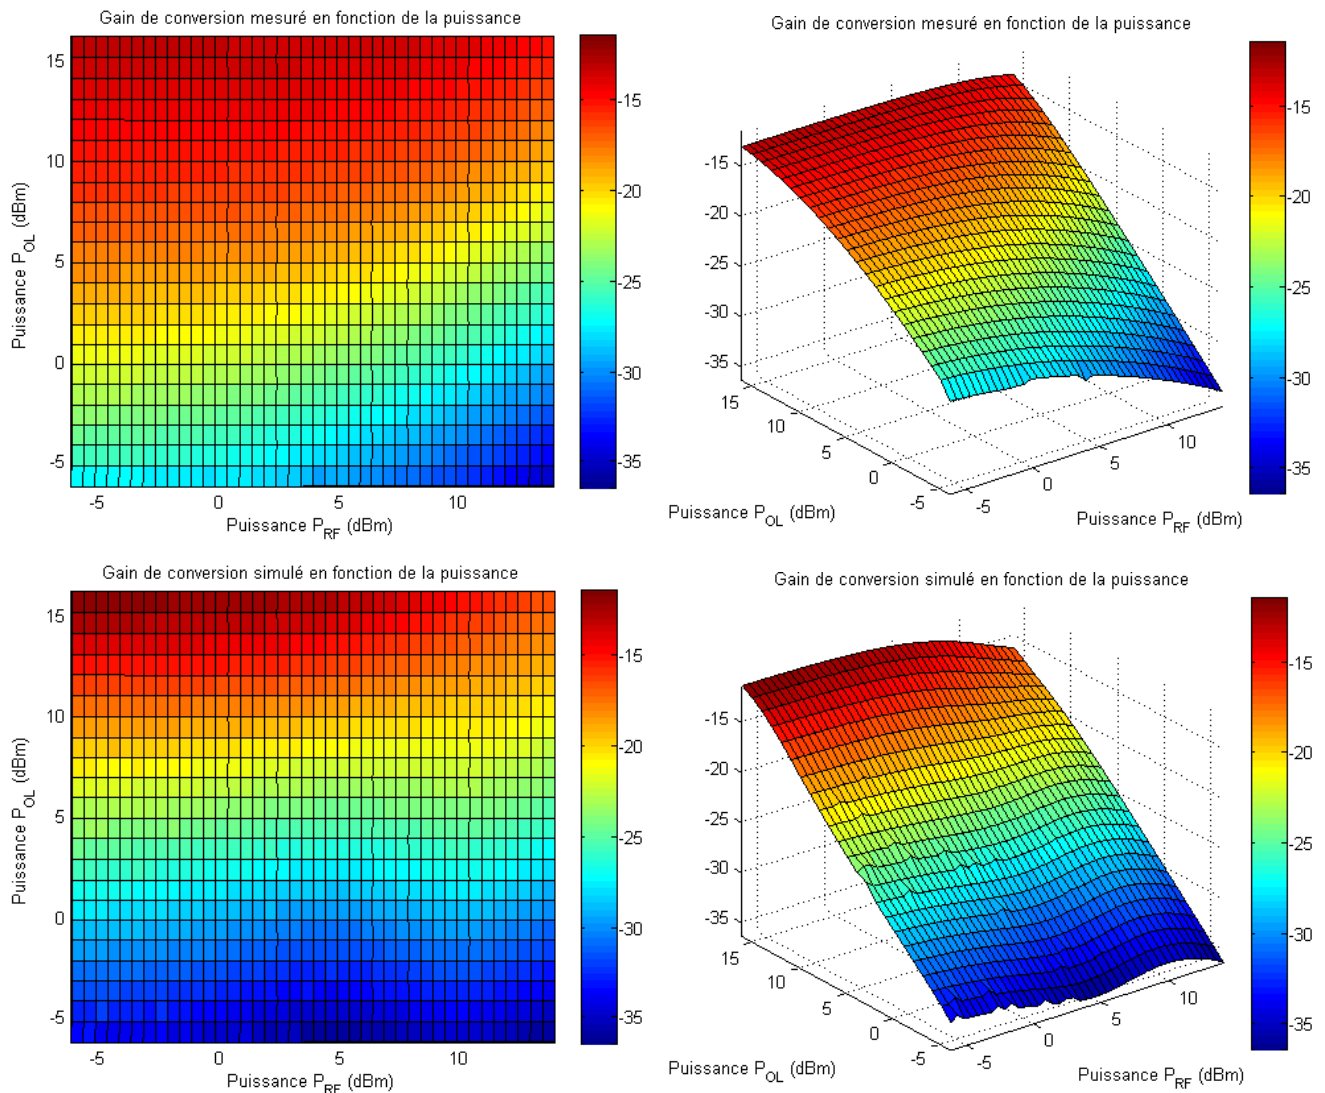 Gain de conversion mesuré en fonction de la puissance
15
10
5
0
-5
Puissance P_OL (dBm)
-5 0 5 10
Puissance P_RF (dBm)
-15
-20
-25
-30
-35
Gain de conversion mesuré en fonction de la puissance
-15
-20
-25
-30
-35
15 10 5 0 -5
Puissance P_OL (dBm)
-5 0 5 10
Puissance P_RF (dBm)
-15
-20
-25
-30
-35
Gain de conversion simulé en fonction de la puissance
15
10
5
0
-5
Puissance P_OL (dBm)
-5 0 5 10
Puissance P_RF (dBm)
-15
-20
-25
-30
-35
Gain de conversion simulé en fonction de la puissance
-15
-20
-25
-30
-35
15 10 5 0 -5
Puissance P_OL (dBm)
-5 0 5 10
Puissance P_RF (dBm)
-15
-20
-25
-30
-35